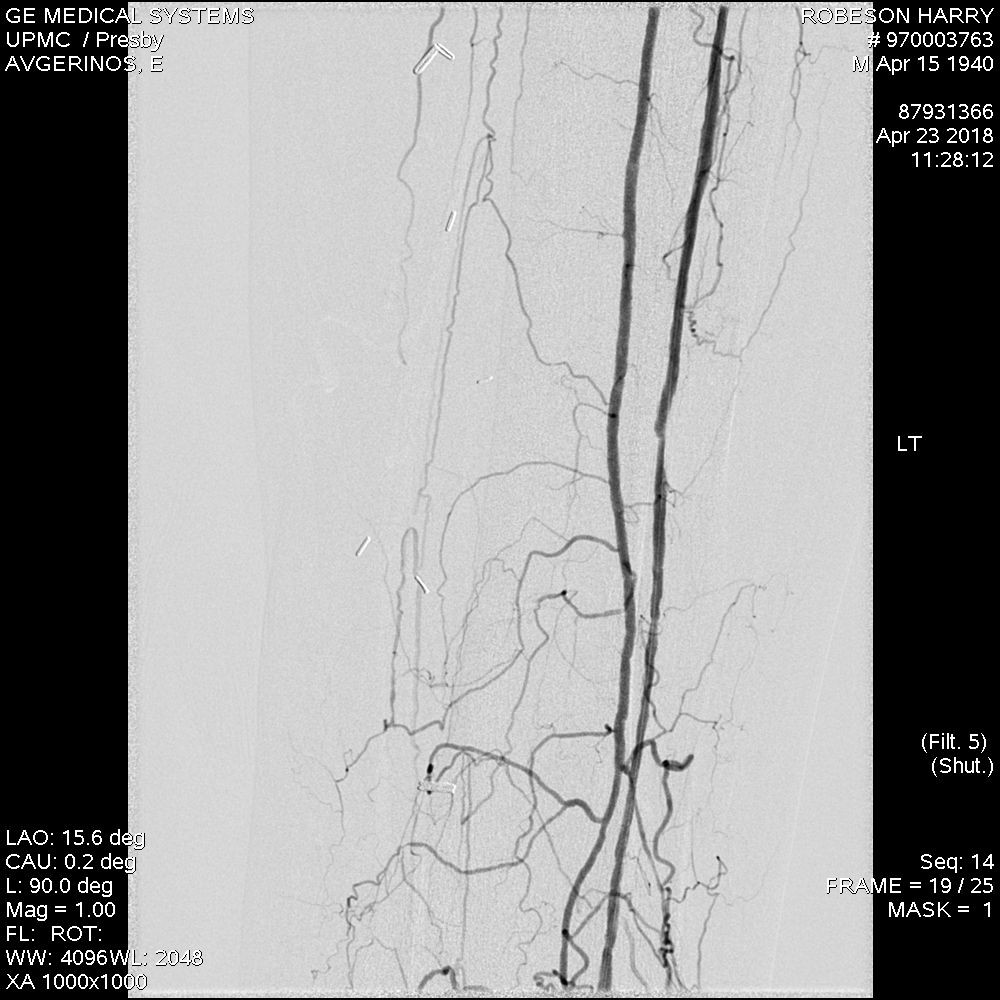 GE MEDICAL SYSTEMS
UPMC / Presby
AVGERINOS, E
ROBESON HARRY
# 970003763
M Apr 15 1940
87931366
Apr 23 2018
11:28:12
LT
(Filt. 5)
(Shut.)
LAO: 15.6 deg
CAU: 0.2 deg
L: 90.0 deg
Mag = 1.00
FL: ROT:
WW: 4096WL: 2048
XA 1000x1000
Seq: 14
FRAME = 19 / 25
MASK = 1